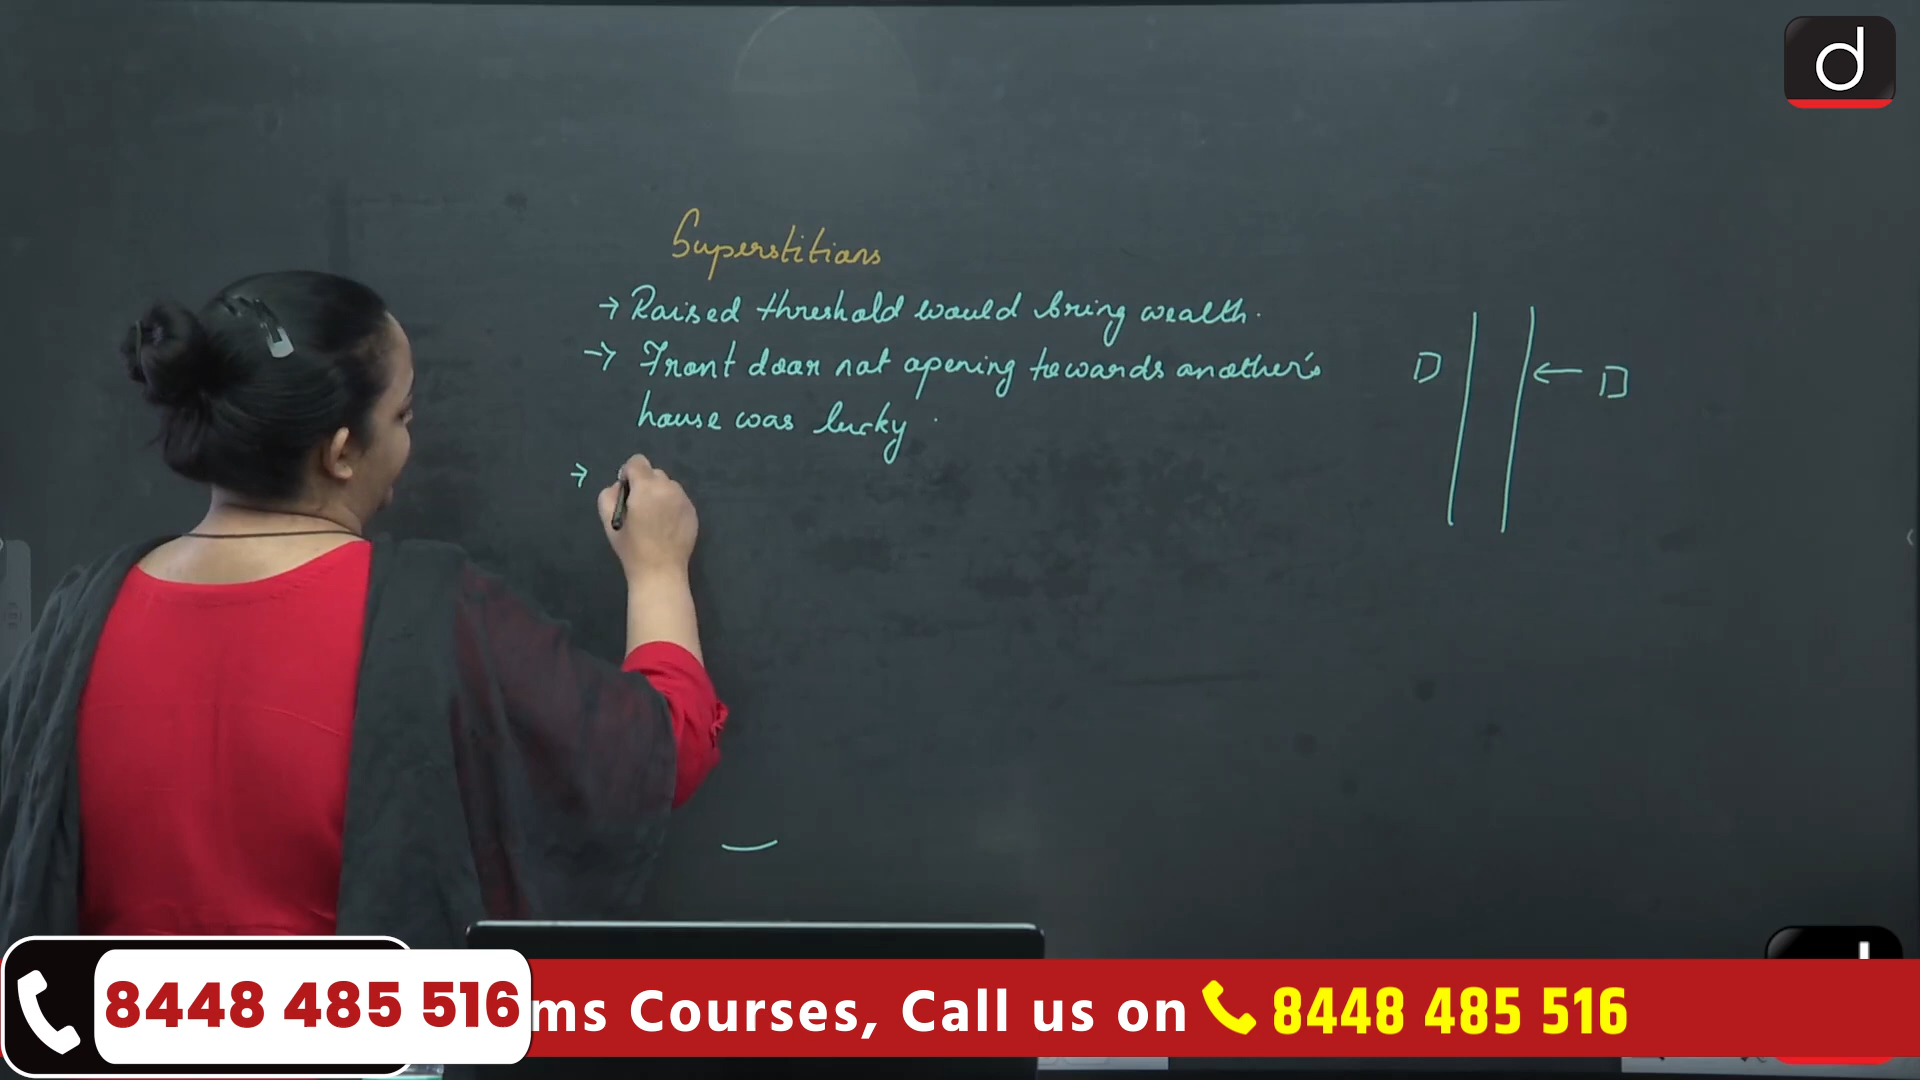 d
Superstitions
→ Raised threshold would bring wealth.
→ Front door not opening towards another's
house was lucky.
→
D
← D
8448 485 516
ms Courses, Call us on 8448 485 516